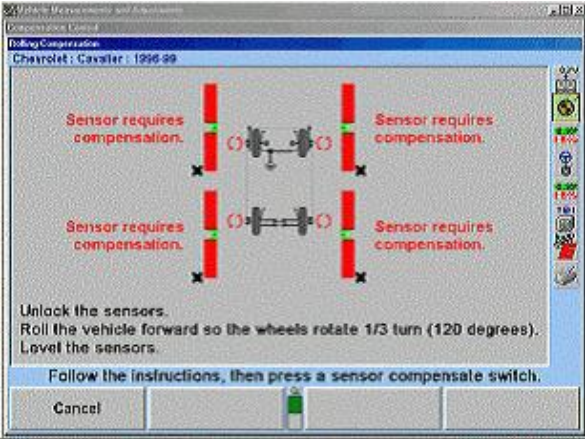 Vehicle Measurements and Adjustments
Compensation Control
Rolling Compensation
Chevrolet : Cavalier : 1996-99
Sensor requires
compensation.
Sensor requires
compensation.
Sensor requires
compensation.
Sensor requires
compensation.
Unlock the sensors.
Roll the vehicle forward so the wheels rotate 1/3 turn (120 degrees).
Level the sensors.
Follow the instructions, then press a sensor compensate switch.
Cancel